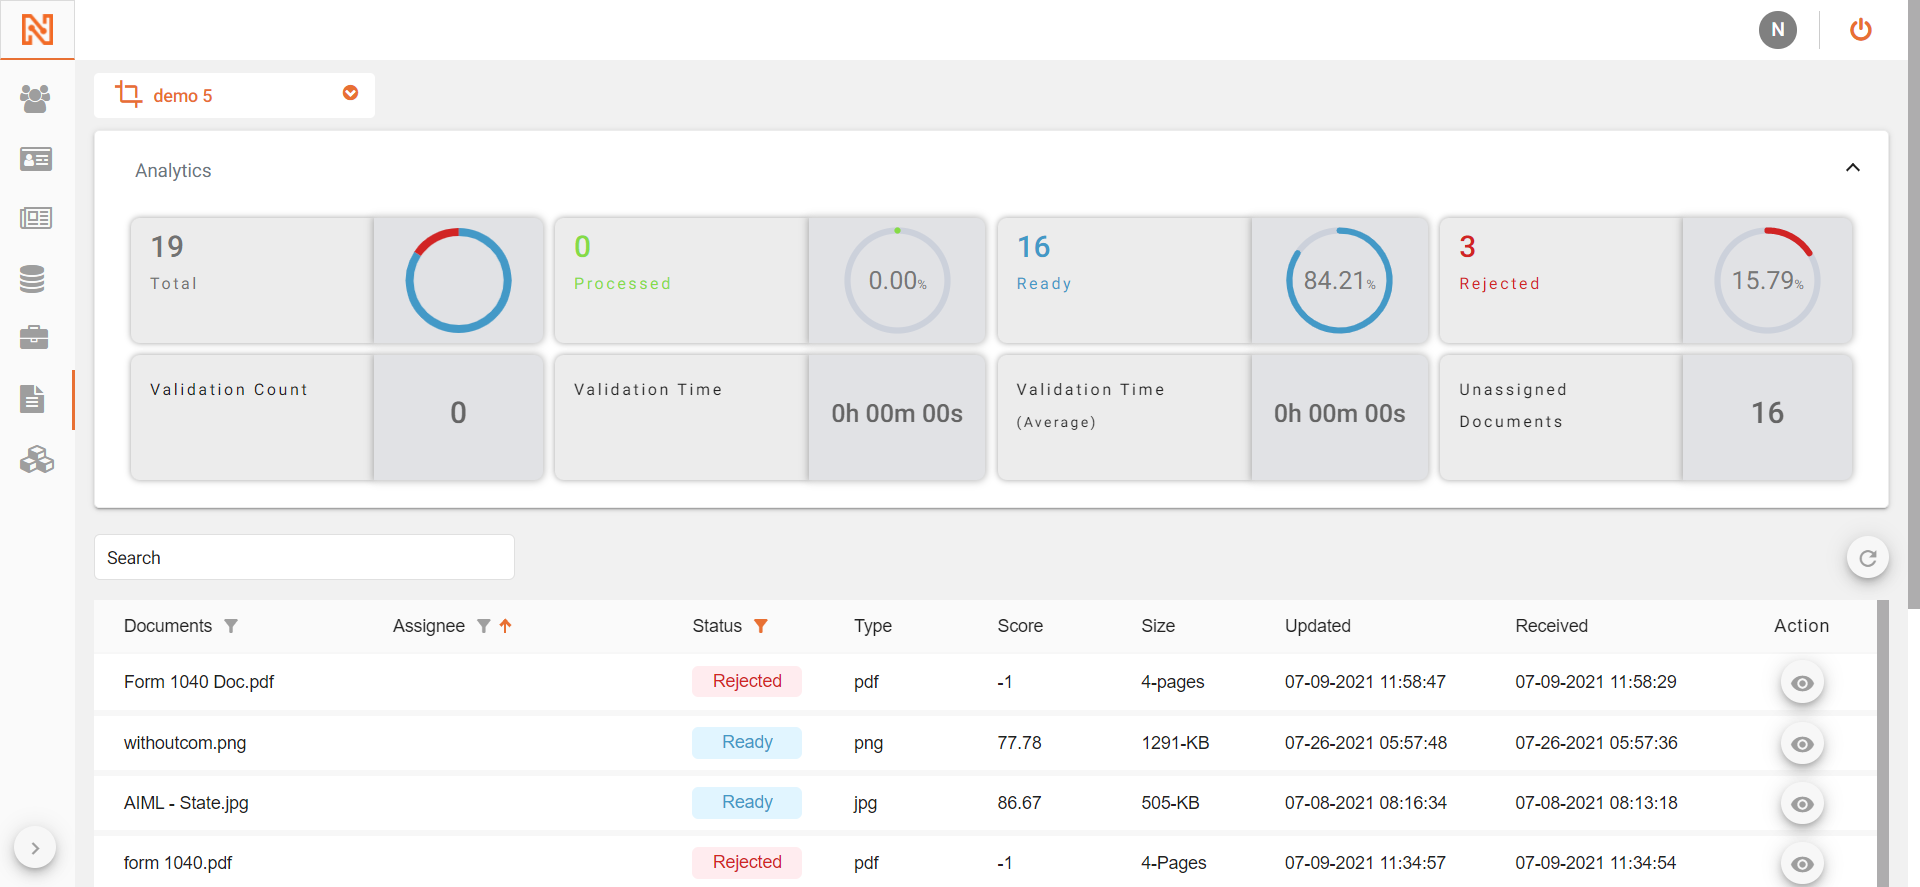 N
demo 5
Analytics
19
Total
0
Processed
0.00%
16
Ready
84.21%
3
Rejected
15.79%
Validation Count
0
Validation Time
0h 00m 00s
Validation Time
(Average)
0h 00m 00s
Unassigned
Documents
16
Search
Documents Assignee Status Type Score Size Updated Received Action
Form 1040 Doc.pdf Rejected pdf -1 4-pages 07-09-2021 11:58:47 07-09-2021 11:58:29
withoutcom.png Ready png 77.78 1291-KB 07-26-2021 05:57:48 07-26-2021 05:57:36
AIML - State.jpg Ready jpg 86.67 505-KB 07-08-2021 08:16:34 07-08-2021 08:13:18
form 1040.pdf Rejected pdf -1 4-Pages 07-09-2021 11:34:57 07-09-2021 11:34:54